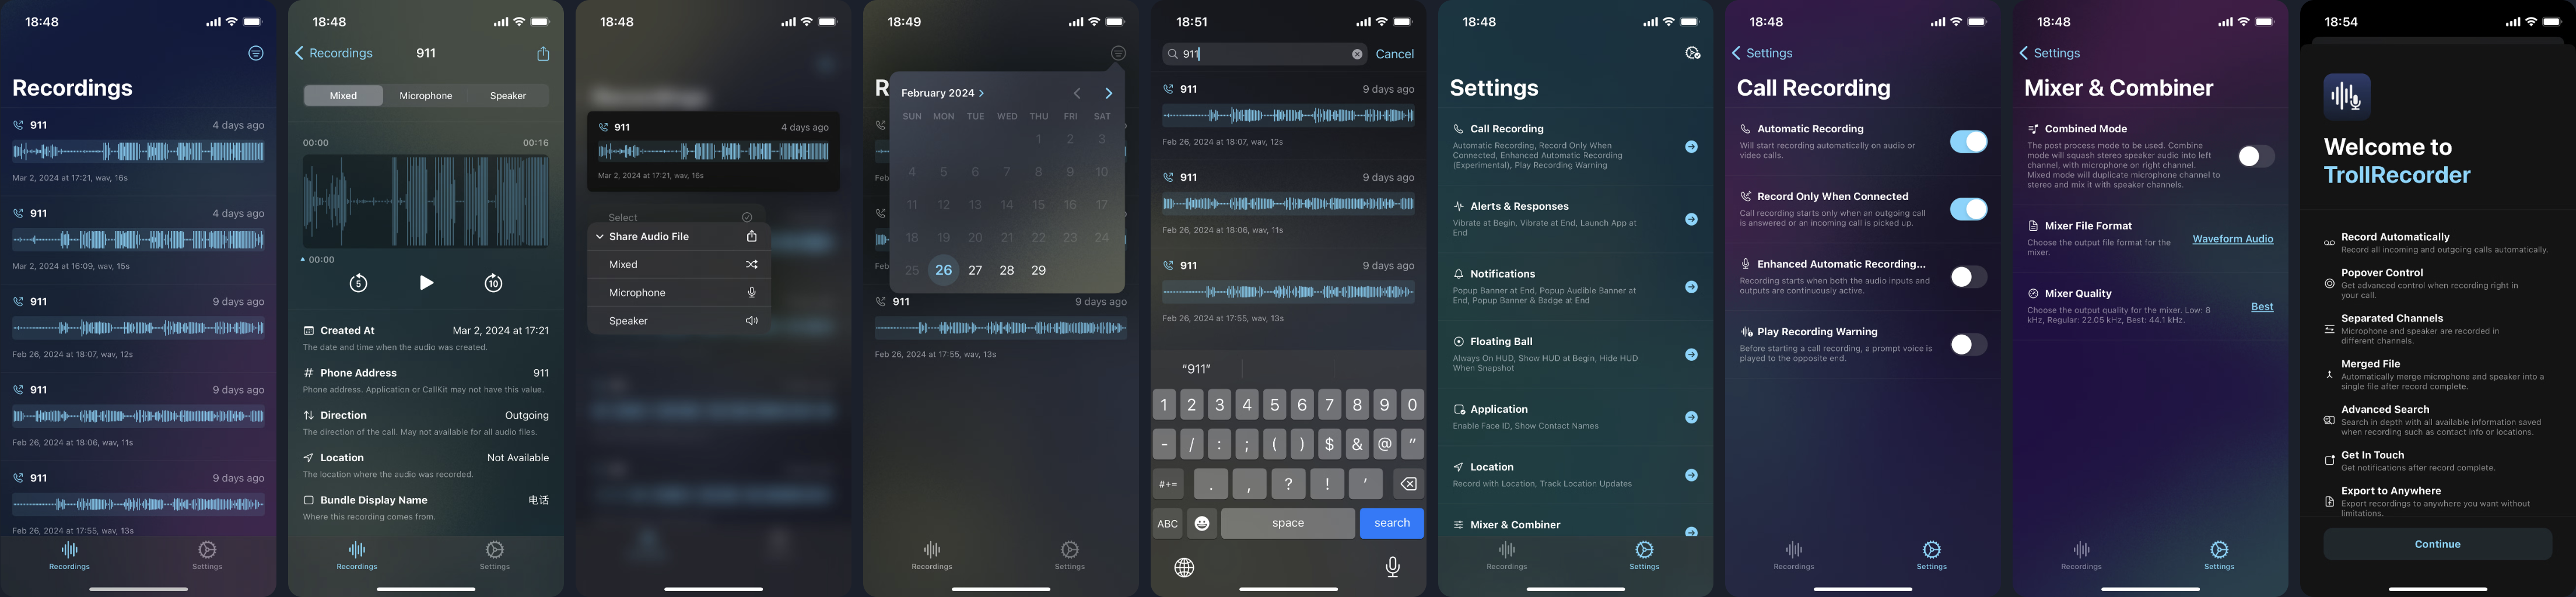 18:48
Recordings
911
4 days ago
Mar 2, 2024 at 17:21, wav, 16s
911
4 days ago
Mar 2, 2024 at 16:09, wav, 15s
911
9 days ago
Feb 26, 2024 at 18:07, wav, 12s
911
9 days ago
Feb 26, 2024 at 18:06, wav, 11s
911
9 days ago
Feb 26, 2024 at 17:55, wav, 13s
Recordings
Settings
18:48
Recordings
911
Mixed
Microphone
Speaker
00:00
00:16
00:00
5
10
Created At
Mar 2, 2024 at 17:21
The date and time when the audio was created.
Phone Address
911
Phone address. Application or CallKit may not have this value.
Direction
Outgoing
The direction of the call. May not available for all audio files.
Location
Not Available
The location where the audio was recorded.
Bundle Display Name
电话
Where this recording comes from.
Recordings
Settings
18:48
911
4 days ago
Mar 2, 2024 at 17:21, wav, 16s
Select
Share Audio File
Mixed
Microphone
Speaker
18:49
R
February 2024
SUN MON TUE WED THU FRI SAT
1 2 3
4 5 6 7 8 9 10
11 12 13 14 15 16 17
18 19 20 21 22 23 24
25 26 27 28 29
Feb
Feb
911
9 days ago
Feb 26, 2024 at 17:55, wav, 13s
Recordings
Settings
18:51
911
Cancel
911
9 days ago
Feb 26, 2024 at 18:07, wav, 12s
911
9 days ago
Feb 26, 2024 at 18:06, wav, 11s
911
9 days ago
Feb 26, 2024 at 17:55, wav, 13s
“911”
1 2 3 4 5 6 7 8 9 0
- / : ; ( ) $ & @ "
#+= . , ? ! '
ABC
space
search
18:48
Settings
Call Recording
Automatic Recording, Record Only When
Connected, Enhanced Automatic Recording
(Experimental), Play Recording Warning
Alerts & Responses
Vibrate at Begin, Vibrate at End, Launch App at
End
Notifications
Popup Banner at End, Popup Audible Banner at
End, Popup Banner & Badge at End
Floating Ball
Always On HUD, Show HUD at Begin, Hide HUD
When Snapshot
Application
Enable Face ID, Show Contact Names
Location
Record with Location, Track Location Updates
Mixer & Combiner
Recordings
Settings
18:48
Settings
Call Recording
Automatic Recording
Will start recording automatically on audio or
video calls.
Record Only When Connected
Call recording starts only when an outgoing call
is answered or an incoming call is picked up.
Enhanced Automatic Recording...
Recording starts when both the audio inputs and
outputs are continuously active.
Play Recording Warning
Before starting a call recording, a prompt voice is
played to the opposite end.
Recordings
Settings
18:48
Settings
Mixer & Combiner
Combined Mode
The post process mode to be used. Combine
mode will squash stereo speaker audio into left
channel, with microphone on right channel.
Mixed mode will duplicate microphone channel to
stereo and mix it with speaker channels.
Mixer File Format
Choose the output file format for the
mixer.
Waveform Audio
Mixer Quality
Choose the output quality for the mixer. Low: 8
kHz, Regular: 22.05 kHz, Best: 44.1 kHz.
Best
Recordings
Settings
18:54
Welcome to
TrollRecorder
Record Automatically
Record all incoming and outgoing calls automatically.
Popover Control
Get advanced control when recording right in
your call.
Separated Channels
Microphone and speaker are recorded in
different channels.
Merged File
Automatically merge microphone and speaker into a
single file after record complete.
Advanced Search
Search in depth with all available information saved
when recording such as contact info or locations.
Get In Touch
Get notifications after record complete.
Export to Anywhere
Export recordings to anywhere you want without
limitations.
Continue